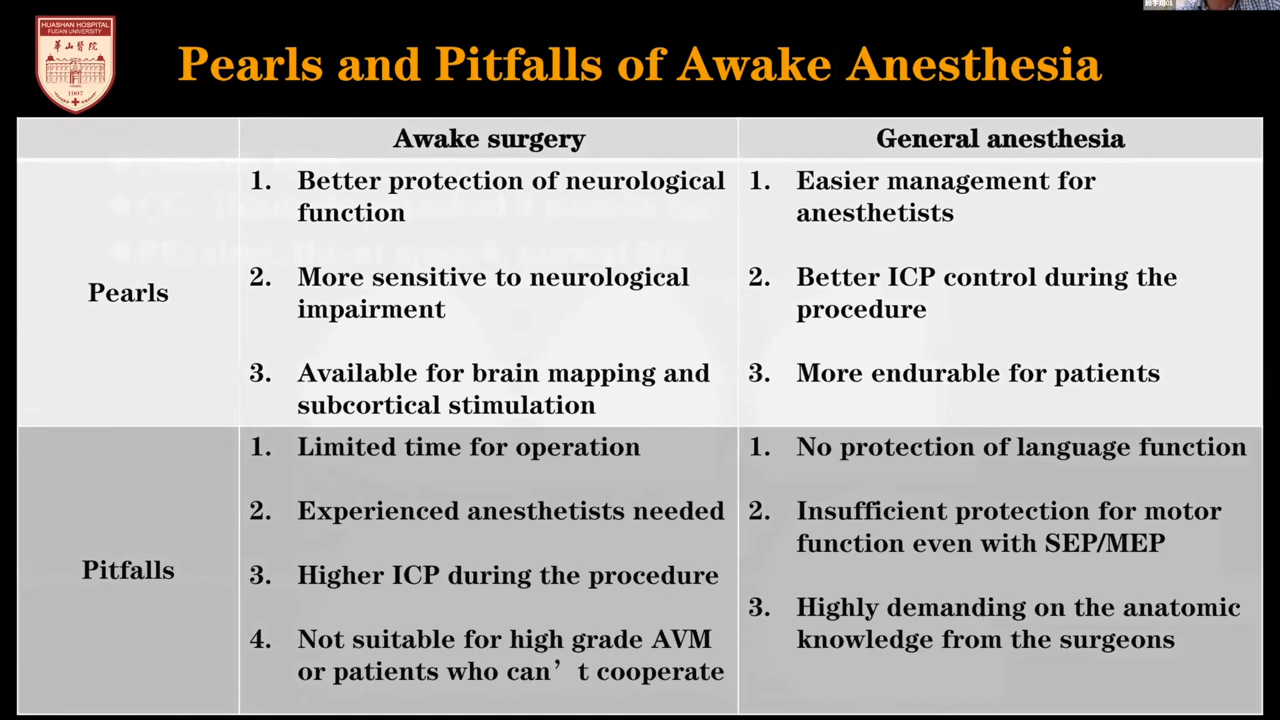 HUASHAN HOSPITAL
FUDAN UNIVERSITY
華山醫院
1907
Pearls and Pitfalls of Awake Anesthesia
Awake surgery
General anesthesia
Pearls
1. Better protection of neurological
function
2. More sensitive to neurological
impairment
3. Available for brain mapping and
subcortical stimulation
1. Easier management for
anesthetists
2. Better ICP control during the
procedure
3. More endurable for patients
Pitfalls
1. Limited time for operation
2. Experienced anesthetists needed
3. Higher ICP during the procedure
4. Not suitable for high grade AVM
or patients who can’t cooperate
1. No protection of language function
2. Insufficient protection for motor
function even with SEP/MEP
3. Highly demanding on the anatomic
knowledge from the surgeons